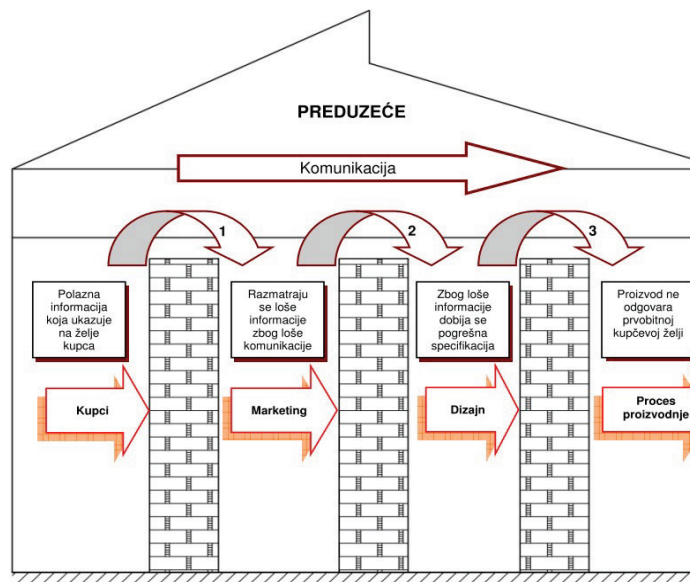 PREDUZEĆE
Komunikacija
1
2
3
Polazna
informacija
koja ukazuje
na želje
kupca
Razmatraju
se loše
informacije
zbog loše
komunikacije
Zbog loše
informacije
dobija se
pogrešna
specifikacija
Proizvod ne
odgovara
prvobitnoj
kupčevoj želji
Kupci
Marketing
Dizajn
Proces
proizvodnje